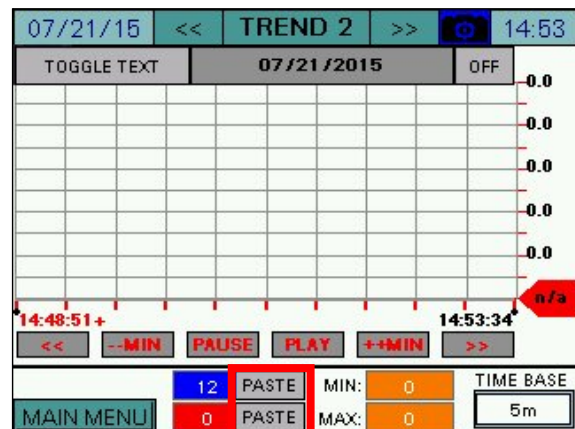 07/21/15 << TREND 2 >> 14:53
TOGGLE TEXT 07/21/2015 OFF
0.0
0.0
0.0
0.0
0.0
n/a
14:48:51+ 14:53:34
<< --MIN PAUSE PLAY ++MIN >>
12 PASTE MIN: 0 TIME BASE
MAIN MENU 0 PASTE MAX: 0 5m